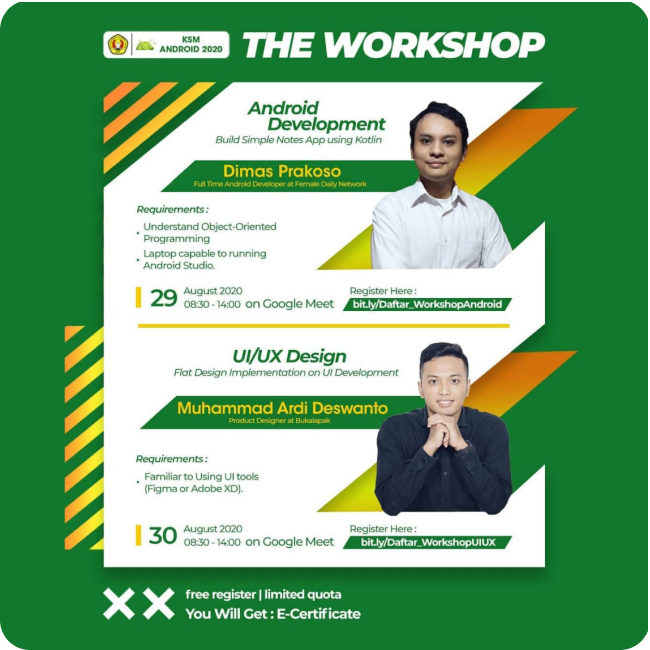 KSM
ANDROID 2020
THE WORKSHOP
Android
Development
Build Simple Notes App using Kotlin
Dimas Prakoso
Full Time Android Developer at Female Daily Network
Requirements :
• Understand Object-Oriented
Programming
• Laptop capable to running
Android Studio.
29
August 2020
08:30 - 14:00 on Google Meet
Register Here :
bit.ly/Daftar_WorkshopAndroid
UI/UX Design
Flat Design Implementation on UI Development
Muhammad Ardi Deswanto
Product Designer at Bukalapak
Requirements :
• Familiar to Using UI tools
(Figma or Adobe XD).
30
August 2020
08:30 - 14:00 on Google Meet
Register Here :
bit.ly/Daftar_WorkshopUIUX
free register | limited quota
You Will Get : E-Certificate